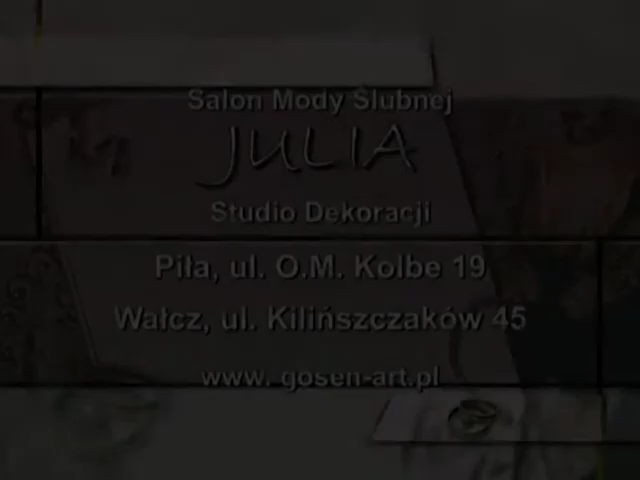 Salon Mody Ślubnej
JULIA
Studio Dekoracji
Piła, ul. O.M. Kolbe 19
Wałcz, ul. Kilińszczaków 45
www. gosen-art.pl